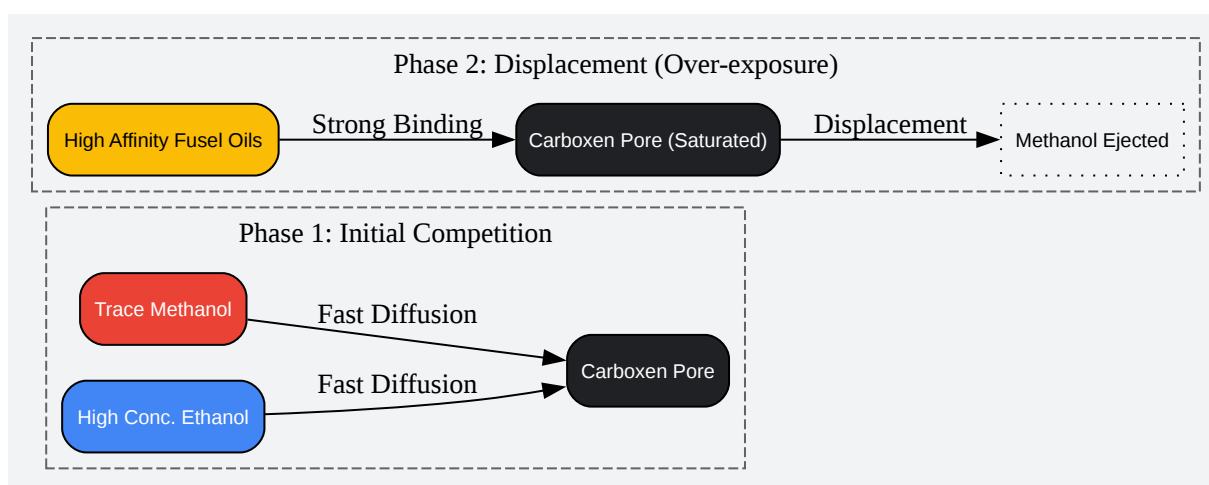 Phase 2: Displacement (Over-exposure)
High Affinity Fusel Oils
Strong Binding
Carboxen Pore (Saturated)
Displacement
Methanol Ejected
Phase 1: Initial Competition
Trace Methanol
Fast Diffusion
High Conc. Ethanol
Fast Diffusion
Carboxen Pore